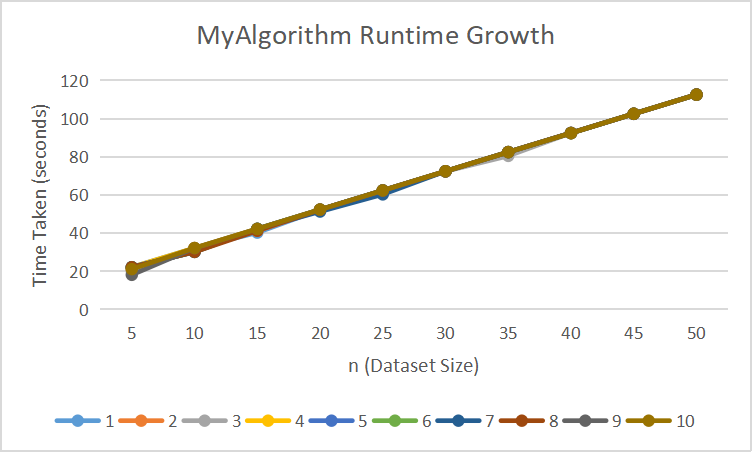 MyAlgorithm Runtime Growth
120
100
80
60
40
20
0
Time Taken (seconds)
5 10 15 20 25 30 35 40 45 50
n (Dataset Size)
1 2 3 4 5 6 7 8 9 10